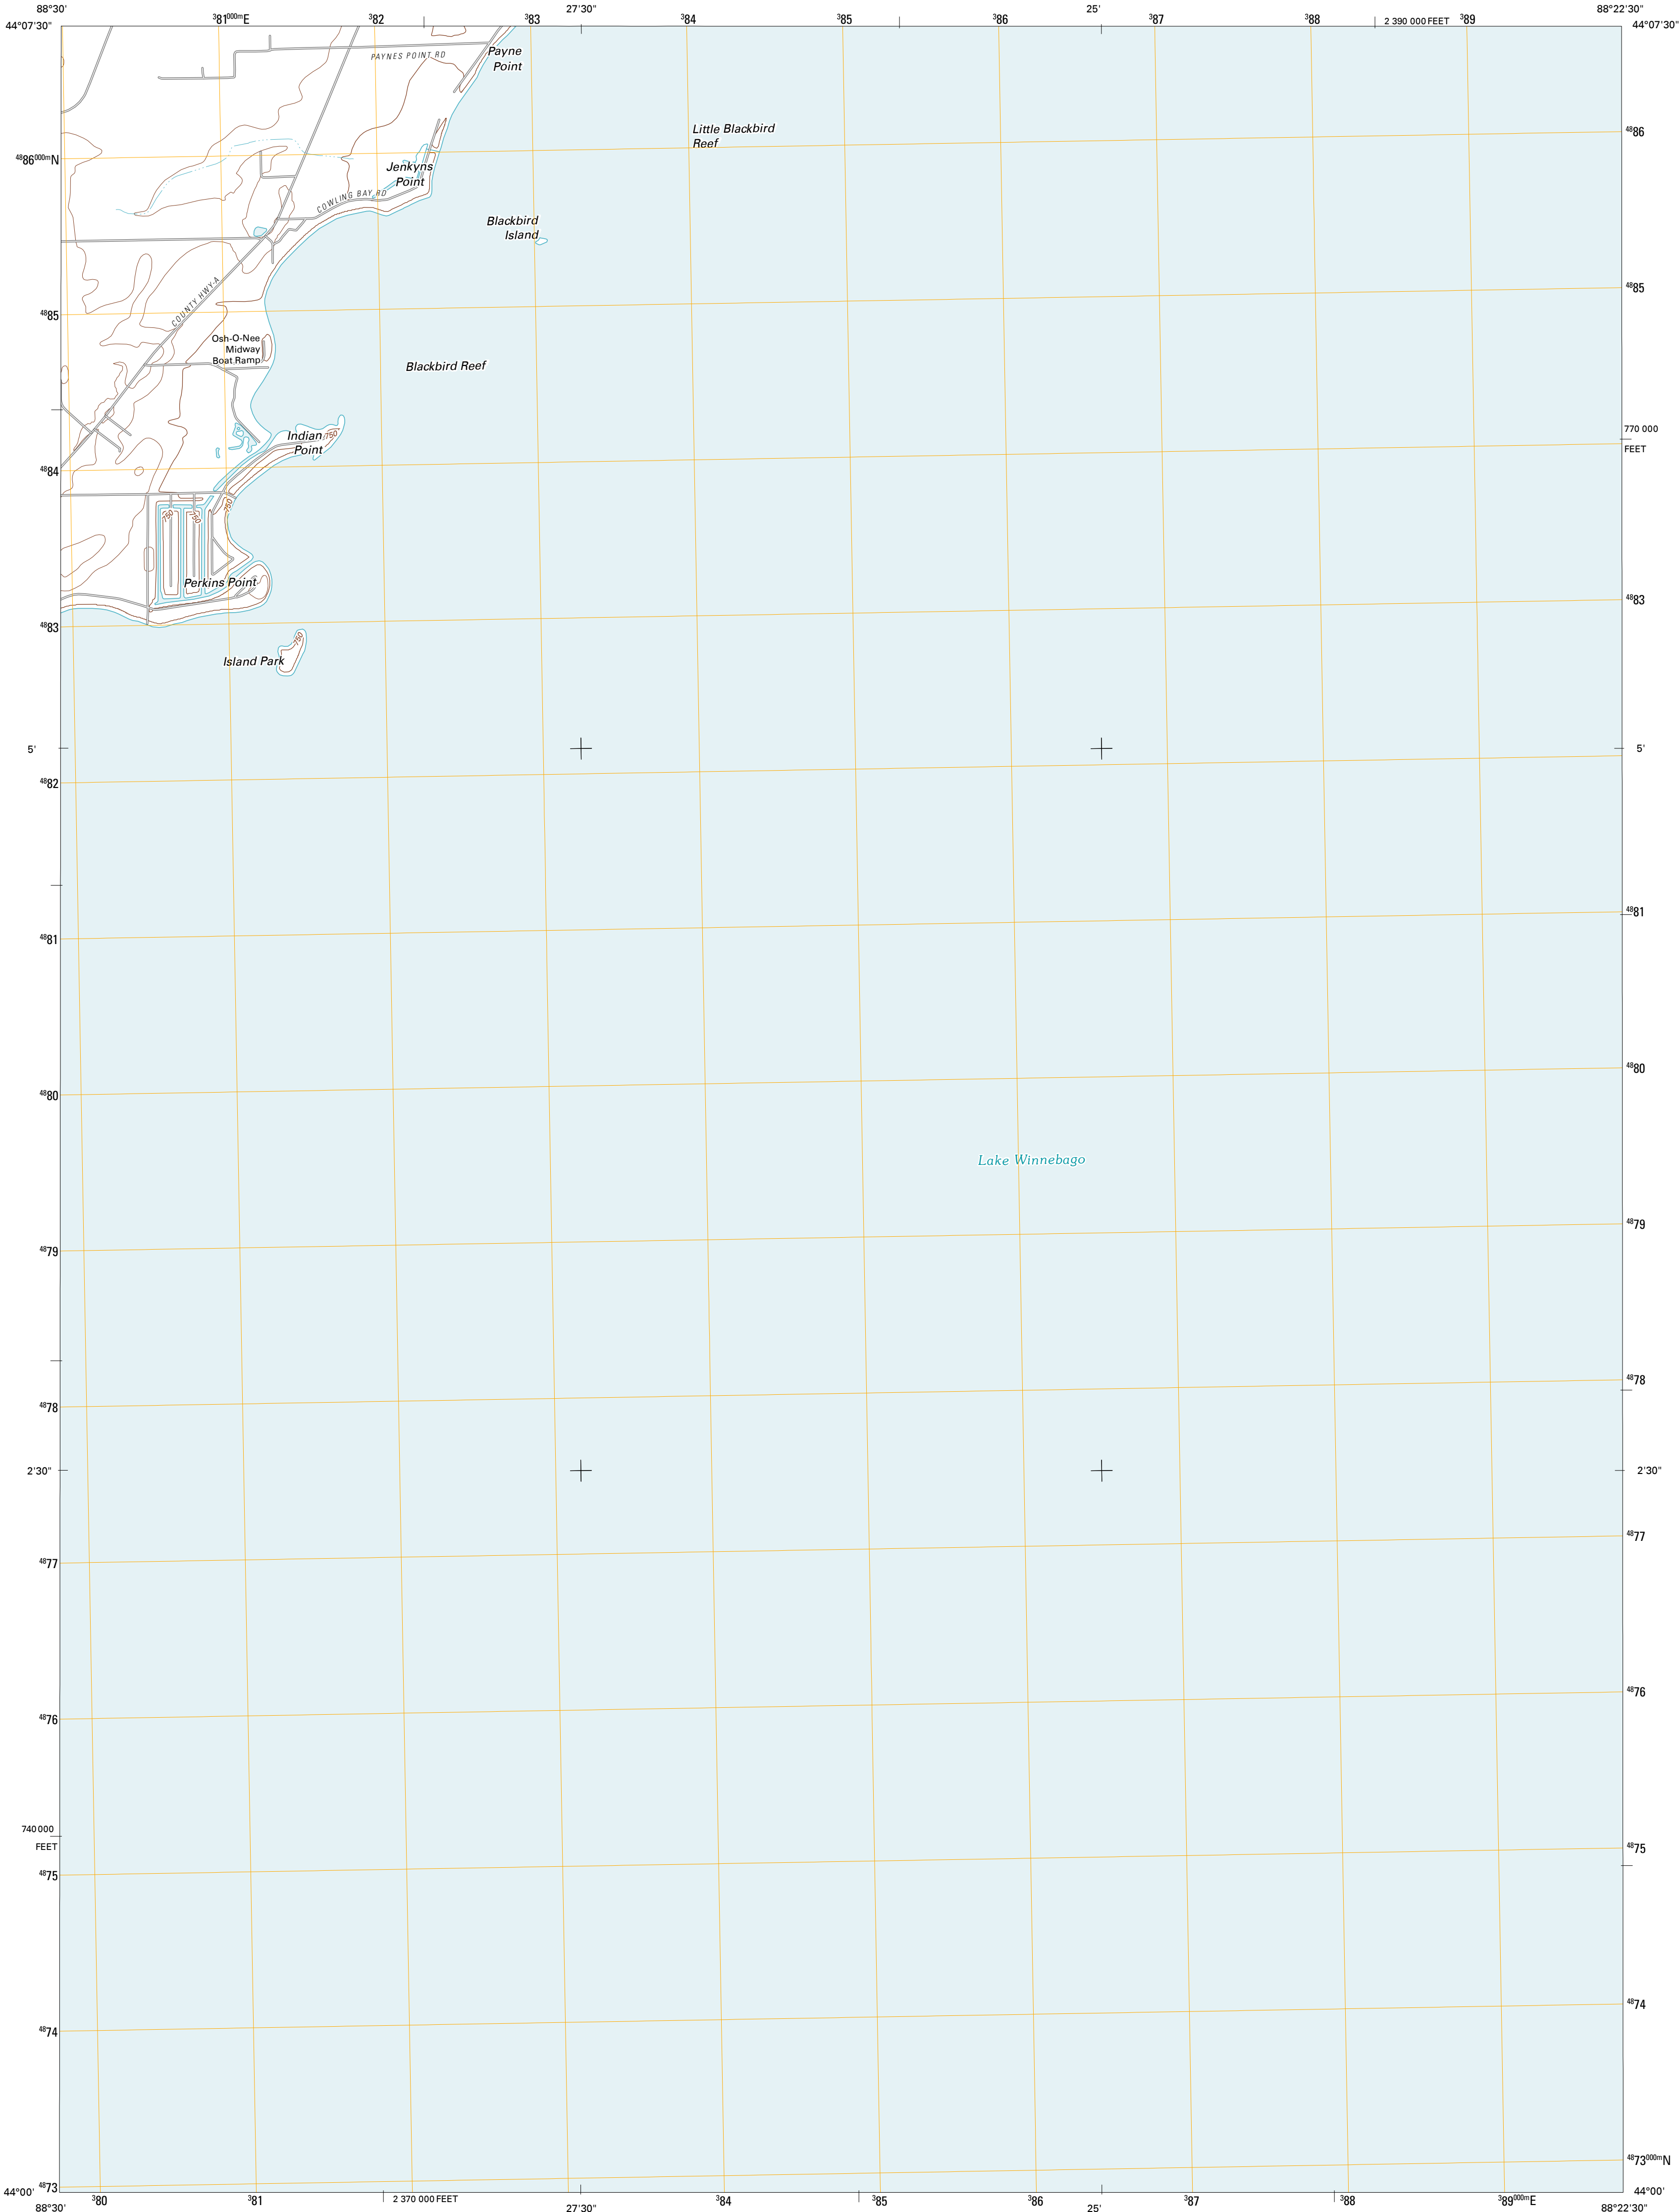 88°30'
³81⁰⁰⁰ᵐE
³82
³83
27'30"
³84
³85
³86
25'
³87
³88
2 390 000 FEET
³89
88°22'30"
44°07'30"
44°07'30"
PAYNES POINT RD
Payne
Point
Little Blackbird
Reef
⁴⁸86
⁴⁸86⁰⁰⁰ᵐN
Jenkyns
Point
COWLING BAY RD
Blackbird
Island
COUNTY HWY A
⁴⁸85
⁴⁸85
Osh-O-Nee
Midway
Boat Ramp
Blackbird Reef
Indian
Point
750
770 000
FEET
⁴⁸84
⁴⁸84
750
750
750
Perkins Point
⁴⁸83
⁴⁸83
750
Island Park
5'
5'
⁴⁸82
⁴⁸82
⁴⁸81
⁴⁸81
⁴⁸80
⁴⁸80
Lake Winnebago
⁴⁸79
⁴⁸79
⁴⁸78
⁴⁸78
2'30"
2'30"
⁴⁸77
⁴⁸77
⁴⁸76
⁴⁸76
740 000
FEET
⁴⁸75
⁴⁸75
⁴⁸74
⁴⁸74
⁴⁸73⁰⁰⁰ᵐN
⁴⁸73
44°00'
44°00'
88°30'
³80
³81
2 370 000 FEET
27'30"
³84
³85
³86
25'
³87
³88
³89⁰⁰⁰ᵐE
88°22'30"